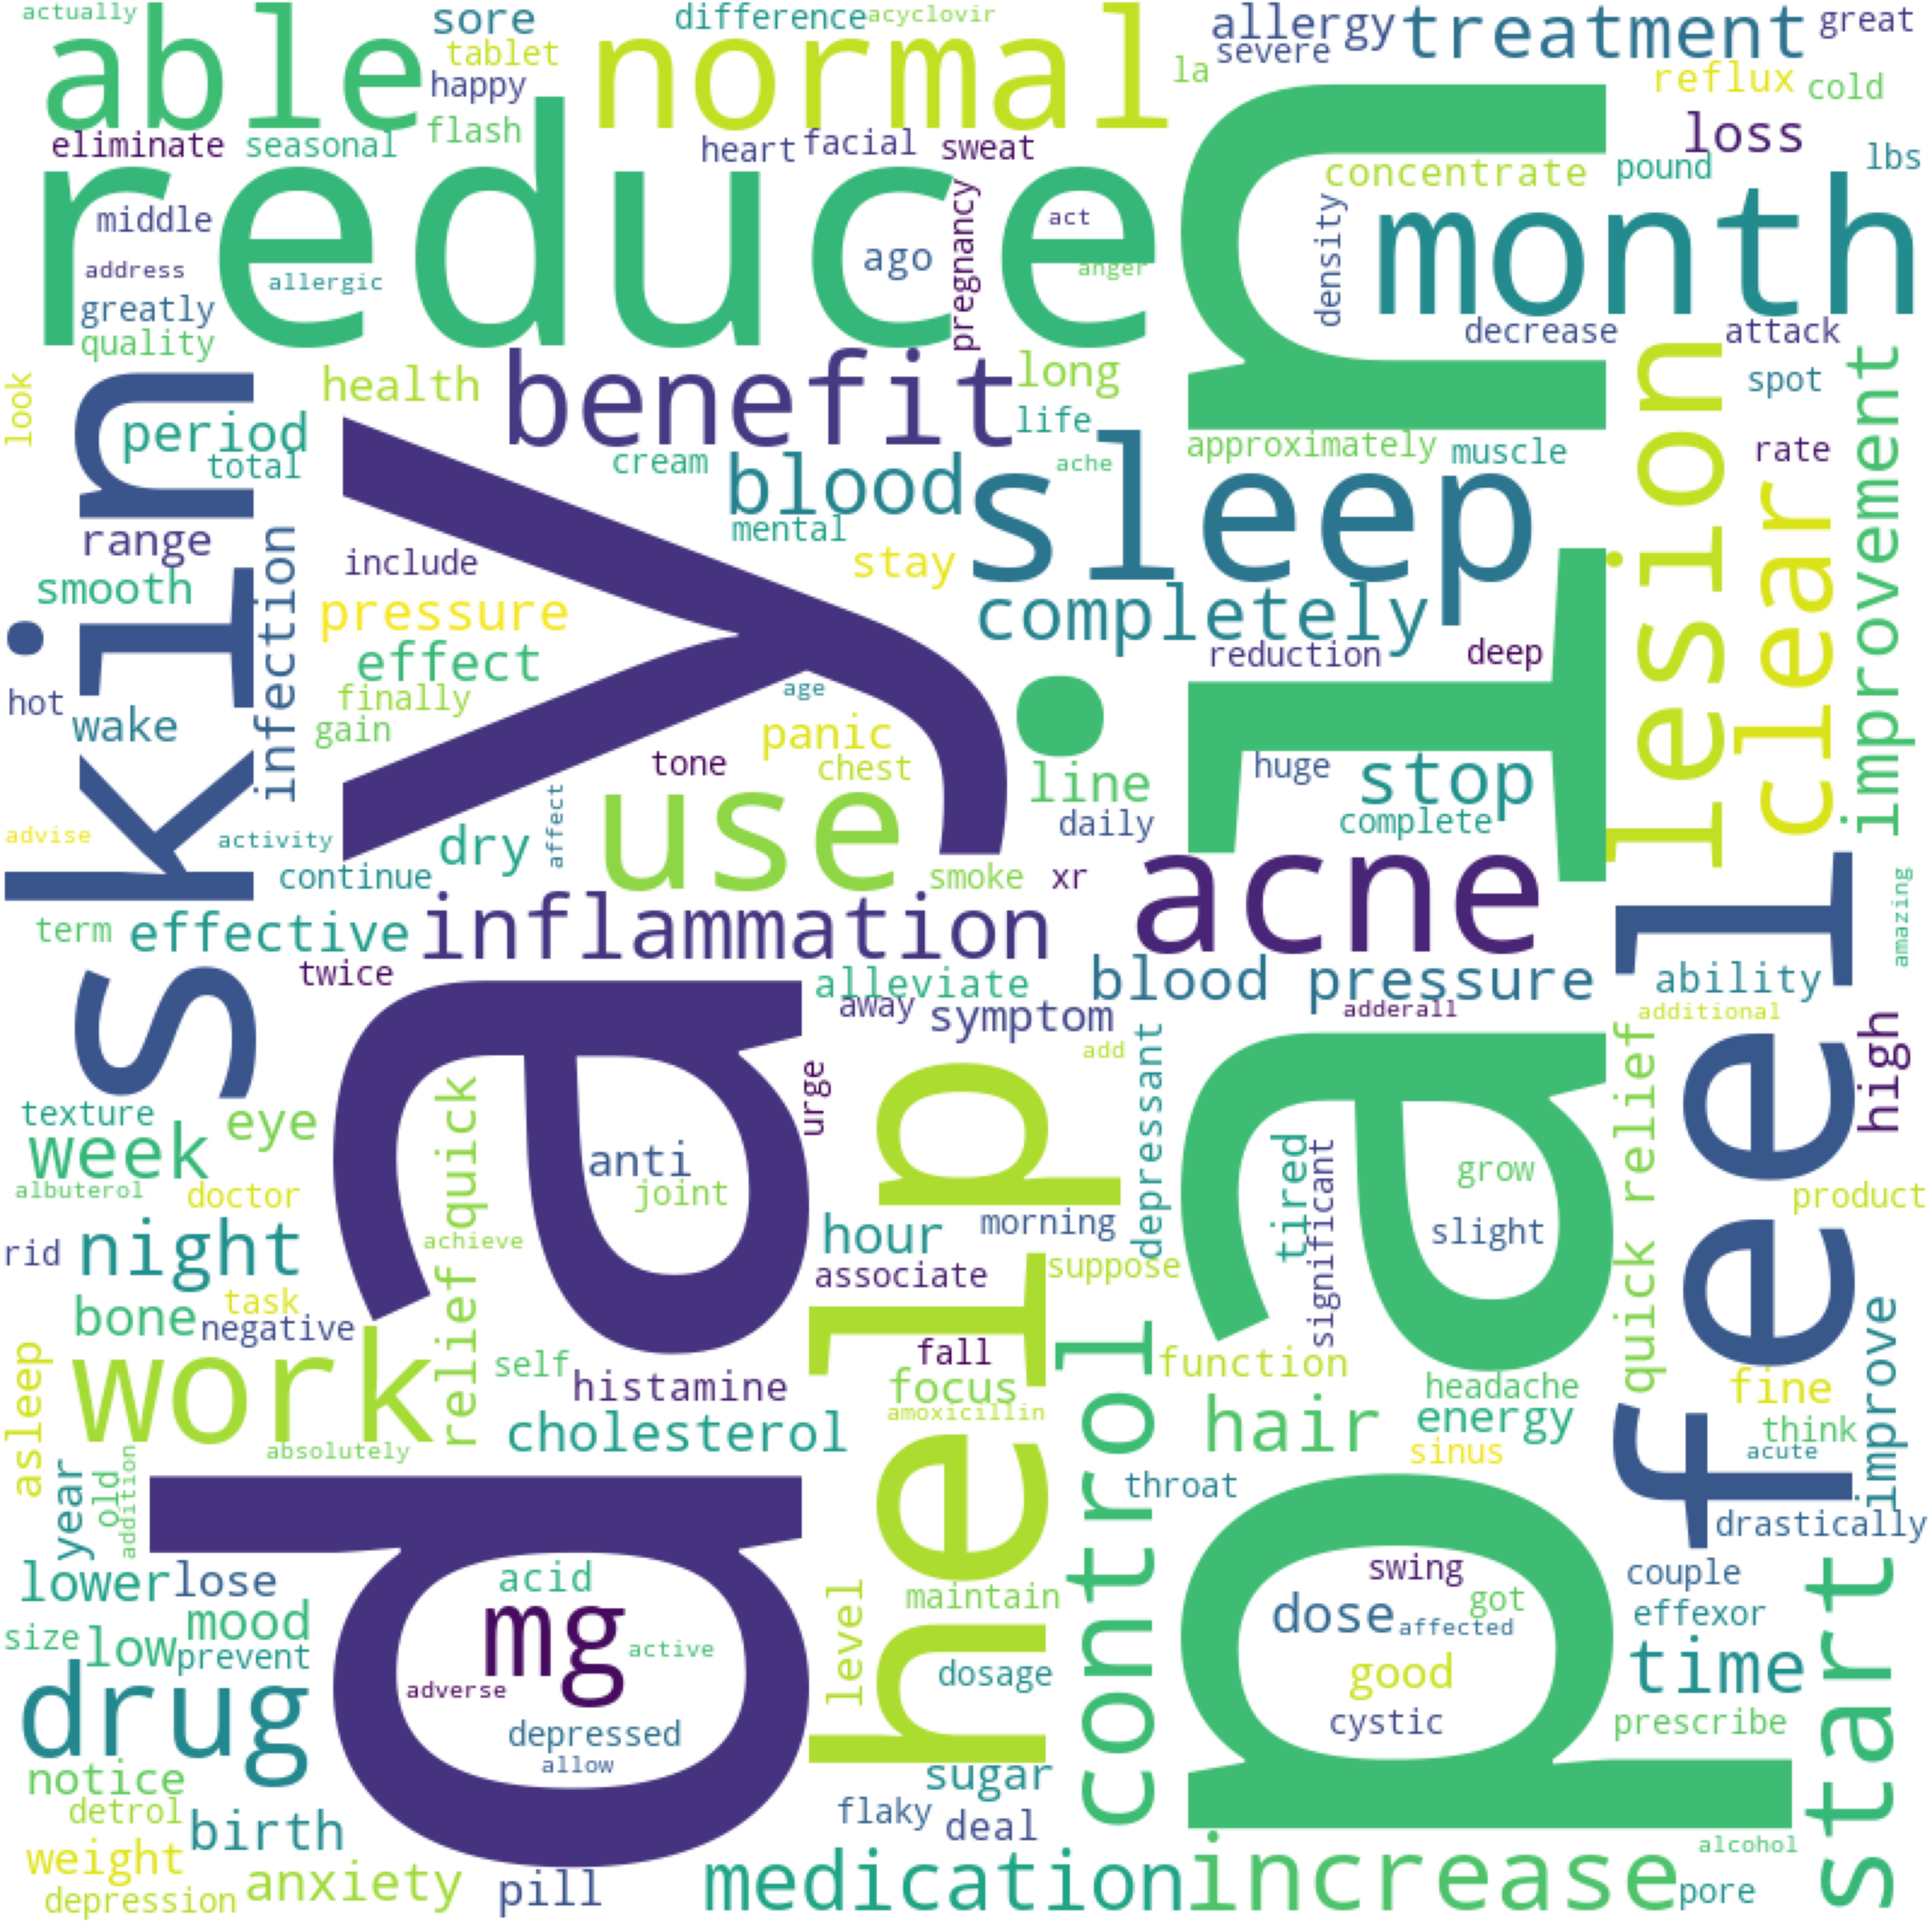 actually
sore
difference
acyclovir
allergy
treatment
great
able
tablet
normal
la
severe
happy
reflux
cold
eliminate
seasonal
flash
heart
facial
sweat
loss
lbs
reduce
concentrate
pound
middle
pregnancy
act
density
month
address
allergic
ago
anger
greatly
quality
decrease
attack
pain
look
skin
health
benefit
long
lesion
spot
improvement
period
total
life
approximately
muscle
rate
cream
blood
ache
sleep
clear
range
infection
include
mental
stay
smooth
pressure
completely
effect
reduction
deep
hot
wake
finally
gain
age
day
panic
tone
chest
line
huge
stop
advise
activity
dry
affect
use
daily
complete
continue
smoke
xr
acne
feel
amazing
term
effective
inflammation
twice
alleviate
blood pressure
ability
away
symptom
adderall
additional
high
texture
week
eye
relief quick
urge
help
add
depressant
quick relief
albuterol
doctor
anti
joint
tired
significant
grow
product
rid
night
achieve
hour
morning
slight
associate
suppose
bone
task
negative
control
improve
asleep
work
self
histamine
fall
focus
function
headache
fine
absolutely
cholesterol
amoxicillin
hair
energy
think
sinus
acute
year
old
addition
throat
drastically
lower
lose
acid
level
maintain
swing
couple
start
size
low
mood
prevent
mg
active
dose
got
affected
effexor
drug
adverse
dosage
good
time
depressed
allow
cystic
prescribe
notice
detrol
birth
sugar
flaky
deal
weight
depression
anxiety
pill
medication
increase
alcohol
pore